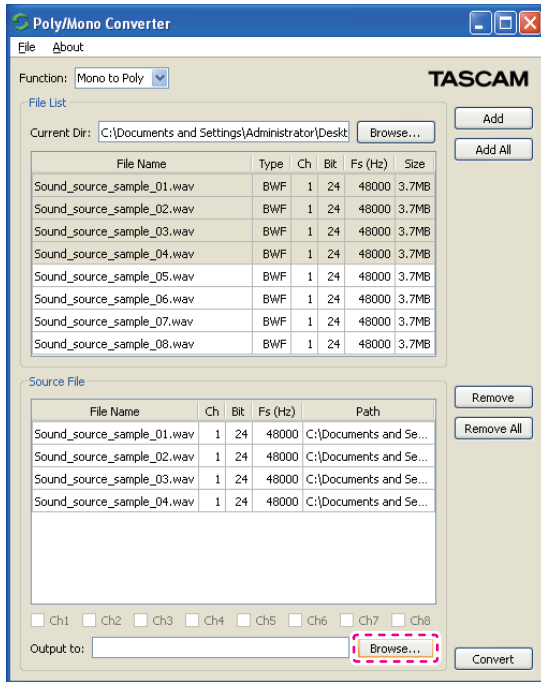 Poly/Mono Converter
File About
Function: Mono to Poly
TASCAM
File List
Current Dir: C:\Documents and Settings\Administrator\Deskt Browse...
Add
Add All
File Name Type Ch Bit Fs (Hz) Size
Sound_source_sample_01.wav BWF 1 24 48000 3.7MB
Sound_source_sample_02.wav BWF 1 24 48000 3.7MB
Sound_source_sample_03.wav BWF 1 24 48000 3.7MB
Sound_source_sample_04.wav BWF 1 24 48000 3.7MB
Sound_source_sample_05.wav BWF 1 24 48000 3.7MB
Sound_source_sample_06.wav BWF 1 24 48000 3.7MB
Sound_source_sample_07.wav BWF 1 24 48000 3.7MB
Sound_source_sample_08.wav BWF 1 24 48000 3.7MB
Source File
Remove
Remove All
File Name Ch Bit Fs (Hz) Path
Sound_source_sample_01.wav 1 24 48000 C:\Documents and Se...
Sound_source_sample_02.wav 1 24 48000 C:\Documents and Se...
Sound_source_sample_03.wav 1 24 48000 C:\Documents and Se...
Sound_source_sample_04.wav 1 24 48000 C:\Documents and Se...
Ch1 Ch2 Ch3 Ch4 Ch5 Ch6 Ch7 Ch8
Output to: Browse...
Convert